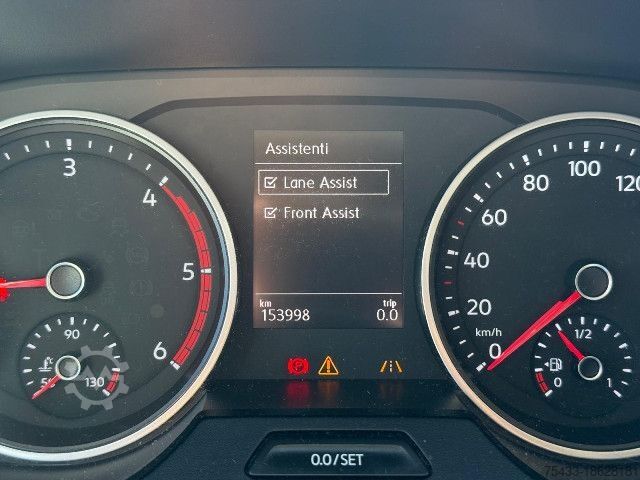 Assistenti
Lane Assist
Front Assist
km trip
153998 0.0
3
4
5
6
50 90 130
0
20
40
60
80
100
120
km/h
0 1/2 1
P
0.0/SET
75433-18628181